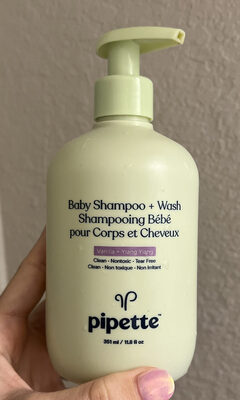 Baby Shampoo + Wash
Shampooing Bébé
pour Corps et Cheveux
Vanilla + Ylang Ylang
Clean • Nontoxic • Tear Free
Clean • Non toxique • Non irritant
pipette™
351 ml / 11.8 fl oz